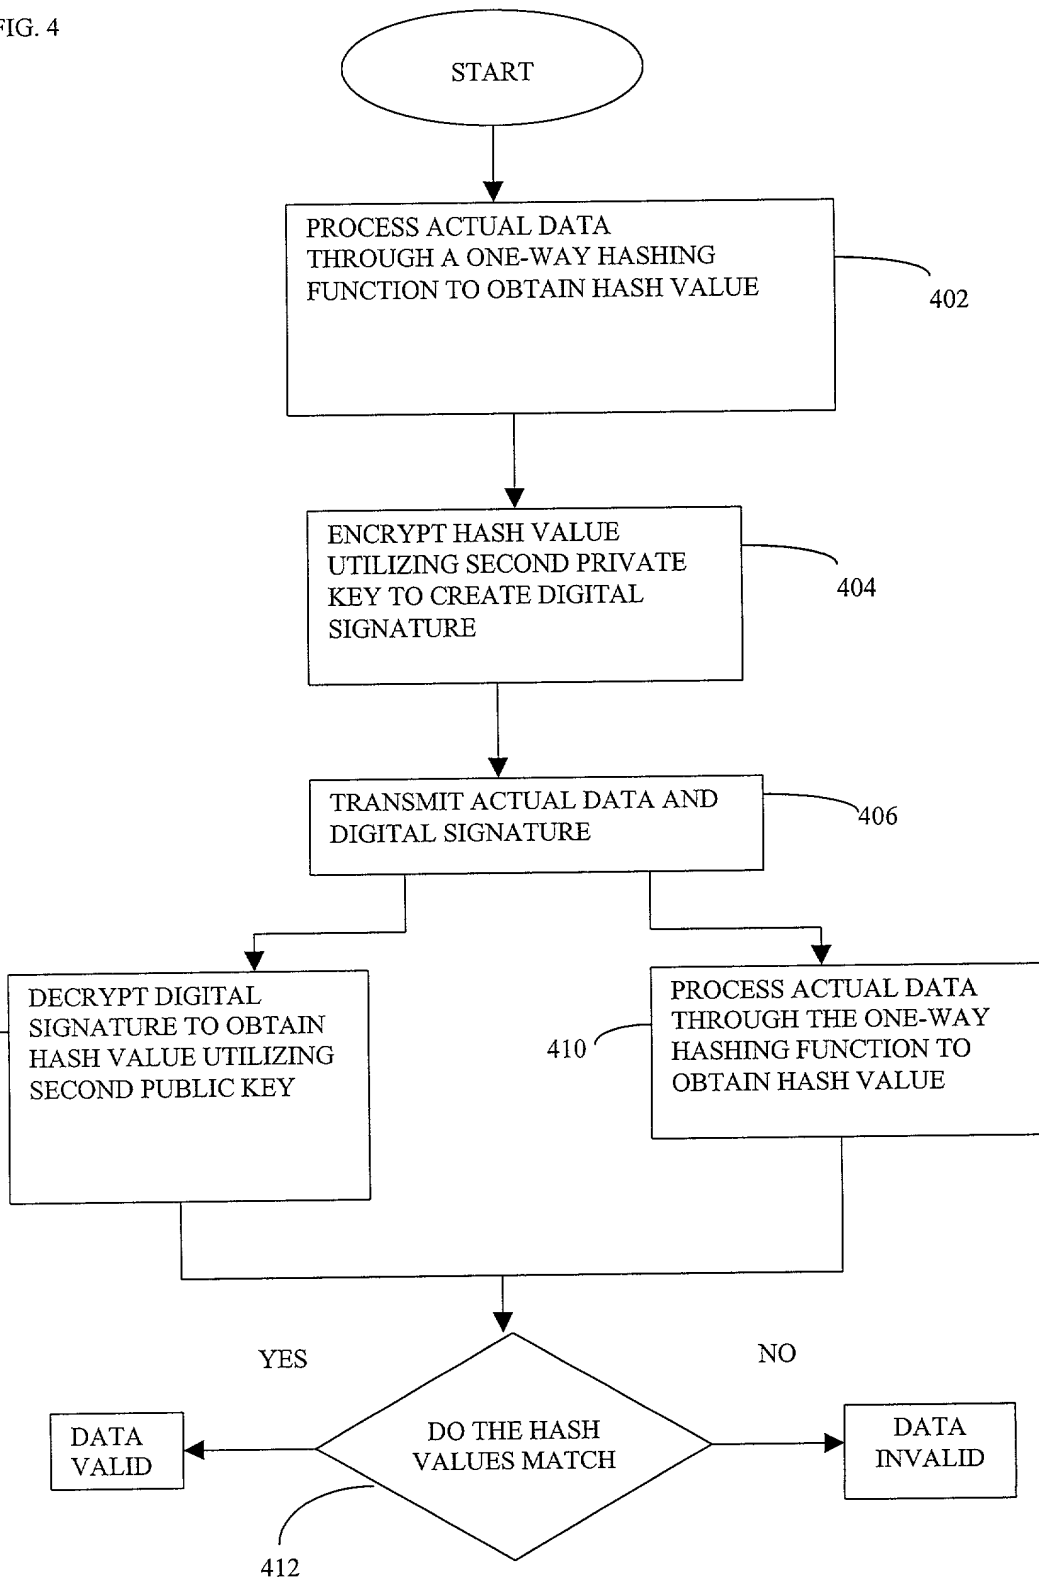 FIG. 4
START
PROCESS ACTUAL DATA
THROUGH A ONE-WAY HASHING
FUNCTION TO OBTAIN HASH VALUE
402
ENCRYPT HASH VALUE
UTILIZING SECOND PRIVATE
KEY TO CREATE DIGITAL
SIGNATURE
404
TRANSMIT ACTUAL DATA AND
DIGITAL SIGNATURE
406
DECRYPT DIGITAL
SIGNATURE TO OBTAIN
HASH VALUE UTILIZING
SECOND PUBLIC KEY
410
PROCESS ACTUAL DATA
THROUGH THE ONE-WAY
HASHING FUNCTION TO
OBTAIN HASH VALUE
YES
NO
DATA
VALID
DO THE HASH
VALUES MATCH
DATA
INVALID
412